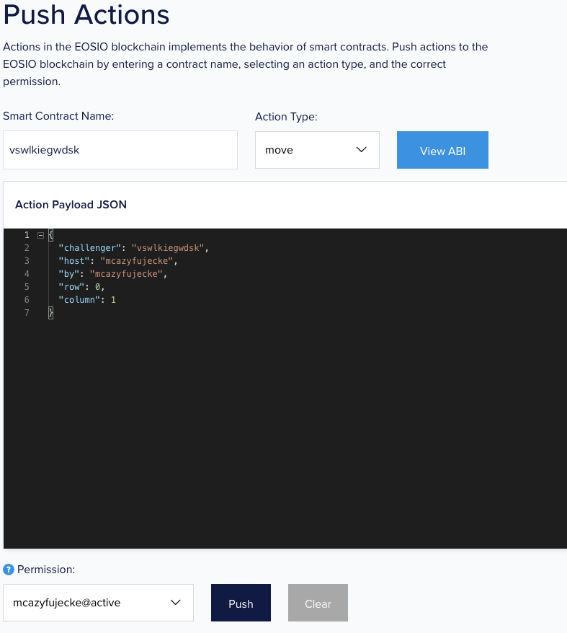 Push Actions
Actions in the EOSIO blockchain implements the behavior of smart contracts. Push actions to the
EOSIO blockchain by entering a contract name, selecting an action type, and the correct
permission.
Smart Contract Name:
Action Type:
vswlkiegwdsk
move
View ABI
Action Payload JSON
1 {
2 "challenger": "vswlkiegwdsk",
3 "host": "mcazyfujecke",
4 "by": "mcazyfujecke",
5 "row": 0,
6 "column": 1
7 }
? Permission:
mcazyfujecke@active
Push
Clear